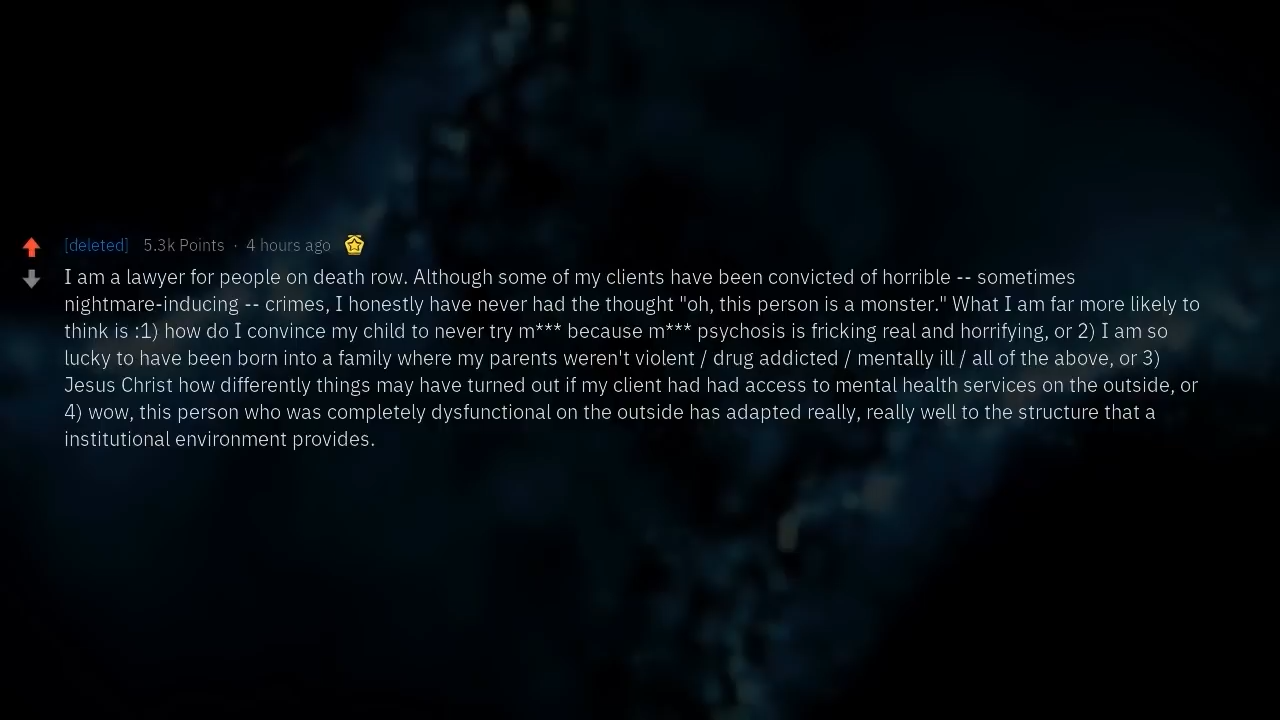 [deleted] 5.3k Points · 4 hours ago
I am a lawyer for people on death row. Although some of my clients have been convicted of horrible -- sometimes
nightmare-inducing -- crimes, I honestly have never had the thought "oh, this person is a monster." What I am far more likely to
think is :1) how do I convince my child to never try m*** because m*** psychosis is fricking real and horrifying, or 2) I am so
lucky to have been born into a family where my parents weren't violent / drug addicted / mentally ill / all of the above, or 3)
Jesus Christ how differently things may have turned out if my client had had access to mental health services on the outside, or
4) wow, this person who was completely dysfunctional on the outside has adapted really, really well to the structure that a
institutional environment provides.